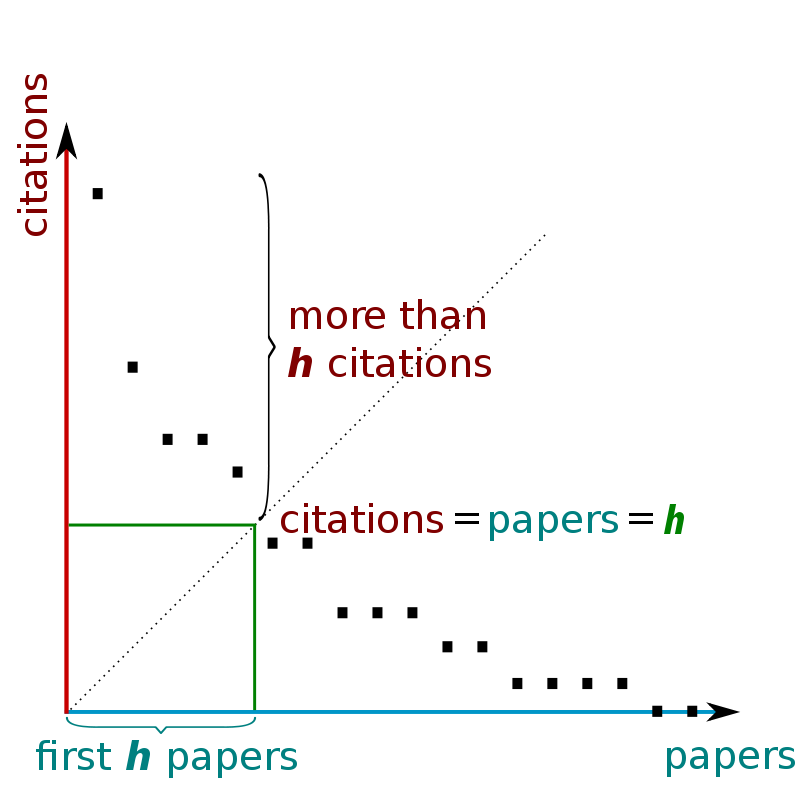 citations
more than
h citations
citations = papers = h
first h papers
papers